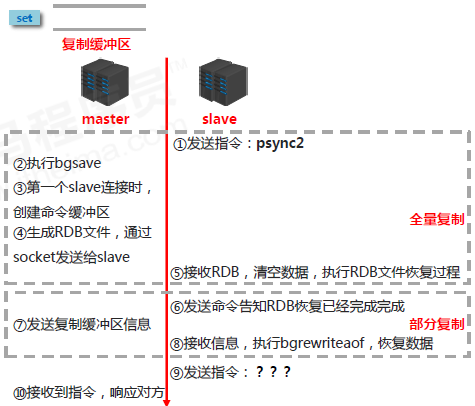 set
复制缓冲区
master
slave
①发送指令：psync2
②执行bgsave
③第一个slave连接时，
创建命令缓冲区
④生成RDB文件，通过
socket发送给slave
全量复制
⑤接收RDB，清空数据，执行RDB文件恢复过程
⑥发送命令告知RDB恢复已经完成完成
⑦发送复制缓冲区信息
部分复制
⑧接收信息，执行bgrewriteaof，恢复数据
⑨发送指令：？？？
⑩接收到指令，响应对方